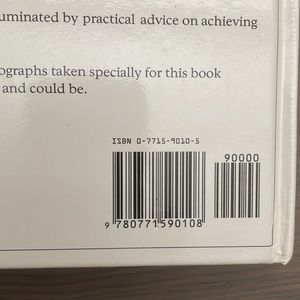 uminated by practical advice on achieving
ographs taken specially for this book
and could be.
ISBN 0-7715-9010-5
90000
9 780771 590108